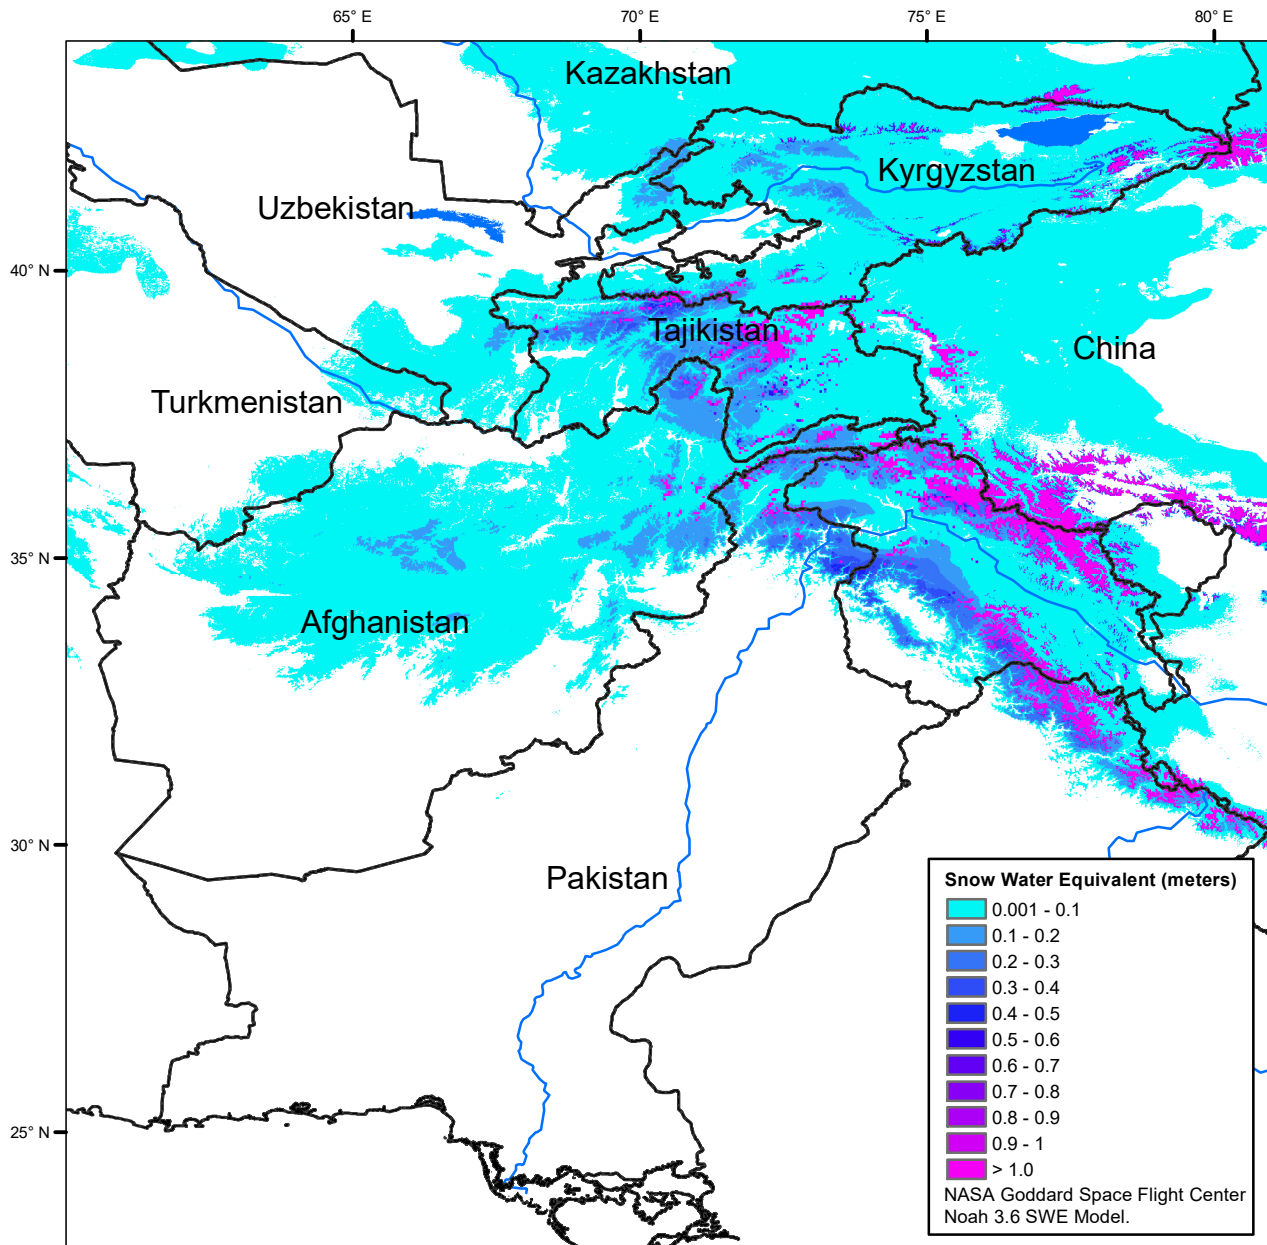 65° E
70° E
75° E
80° E
Kazakhstan
Kyrgyzstan
Uzbekistan
40° N
Tajikistan
China
Turkmenistan
35° N
Afghanistan
30° N
Pakistan
25° N
Snow Water Equivalent (meters)
0.001 - 0.1
0.1 - 0.2
0.2 - 0.3
0.3 - 0.4
0.4 - 0.5
0.5 - 0.6
0.6 - 0.7
0.7 - 0.8
0.8 - 0.9
0.9 - 1
> 1.0
NASA Goddard Space Flight Center
Noah 3.6 SWE Model.